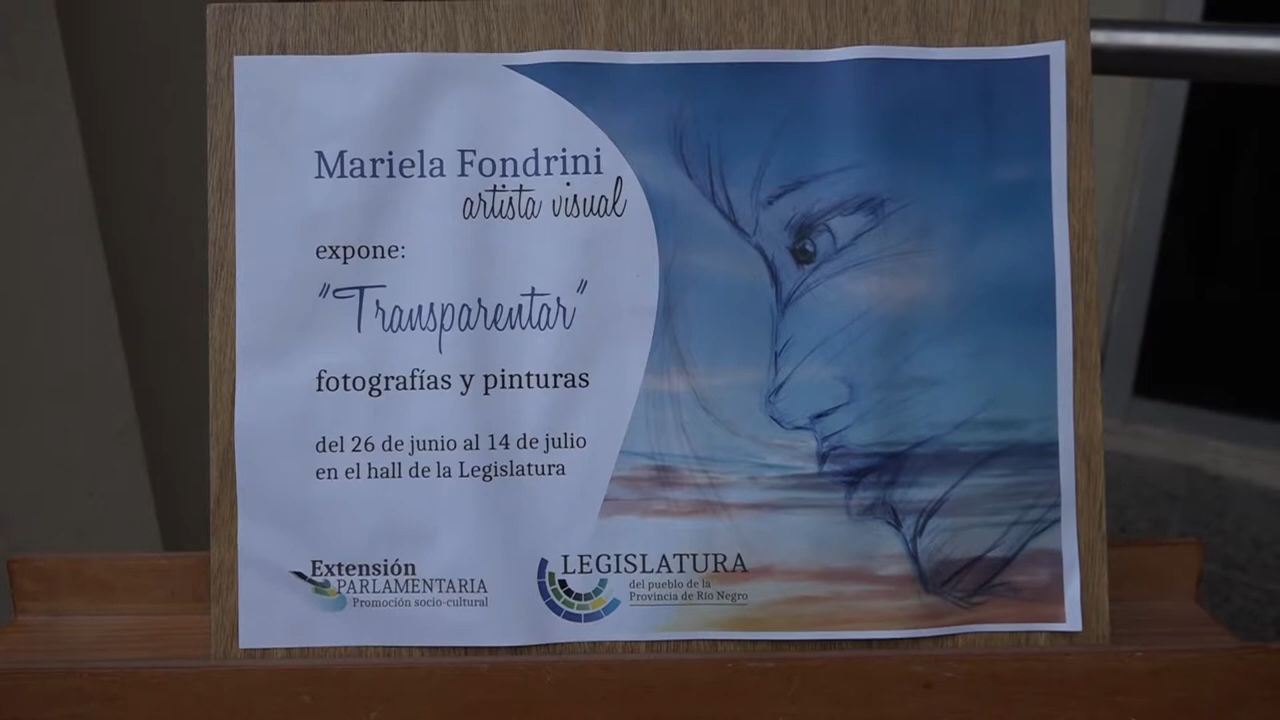 Mariela Fondrini
artista visual
expone:
"Transparentar"
fotografías y pinturas
del 26 de junio al 14 de julio
en el hall de la Legislatura
Extensión
PARLAMENTARIA
Promoción socio-cultural
LEGISLATURA
del pueblo de la
Provincia de Río Negro